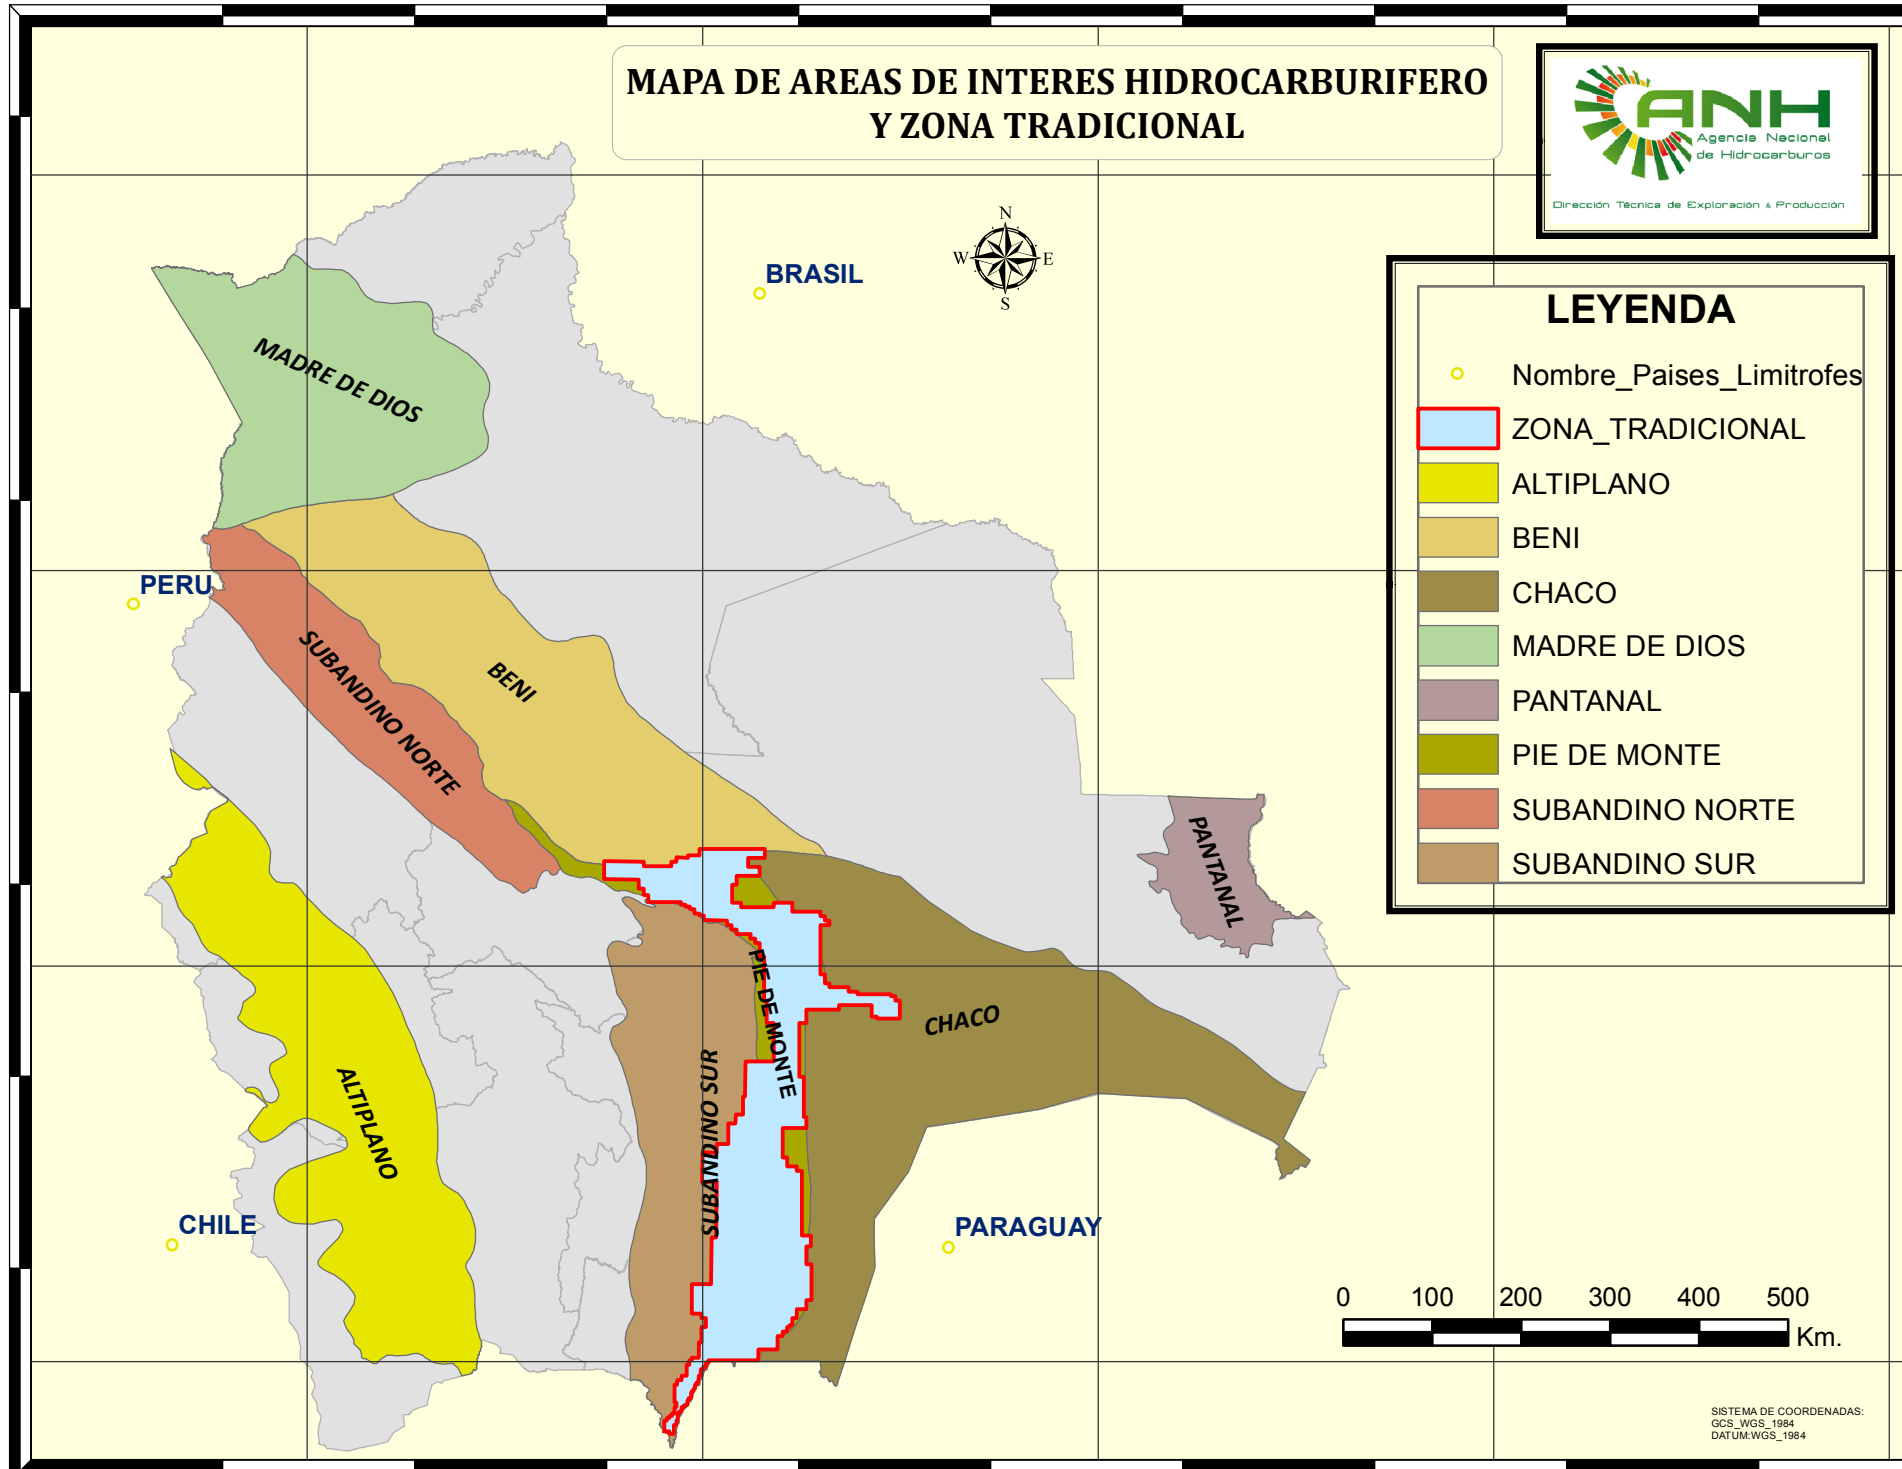 MAPA DE AREAS DE INTERES HIDROCARBURIFERO
Y ZONA TRADICIONAL
ANH
Agencia Nacional
de Hidrocarburos
Dirección Técnica de Exploración & Producción
N
W
E
S
BRASIL
PERU
CHILE
PARAGUAY
MADRE DE DIOS
SUBANDINO NORTE
BENI
ALTIPLANO
SUBANDINO SUR
PIE DE MONTE
CHACO
PANTANAL
LEYENDA
Nombre_Paises_Limitrofes
ZONA_TRADICIONAL
ALTIPLANO
BENI
CHACO
MADRE DE DIOS
PANTANAL
PIE DE MONTE
SUBANDINO NORTE
SUBANDINO SUR
0 100 200 300 400 500
Km.
SISTEMA DE COORDENADAS:
GCS_WGS_1984
DATUM:WGS_1984